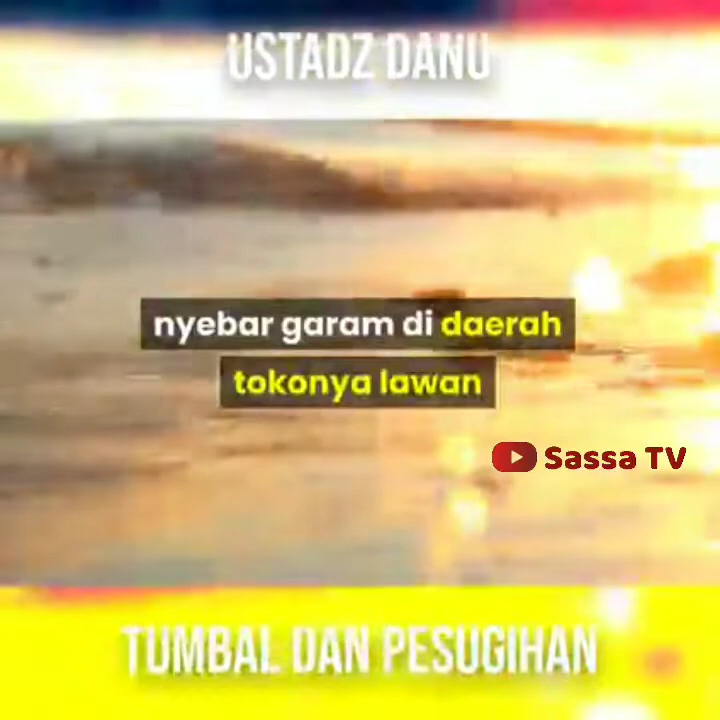 USTADZ DANU
nyebar garam di daerah
tokonya lawan
Sassa TV
TUMBAL DAN PESUGIHAN